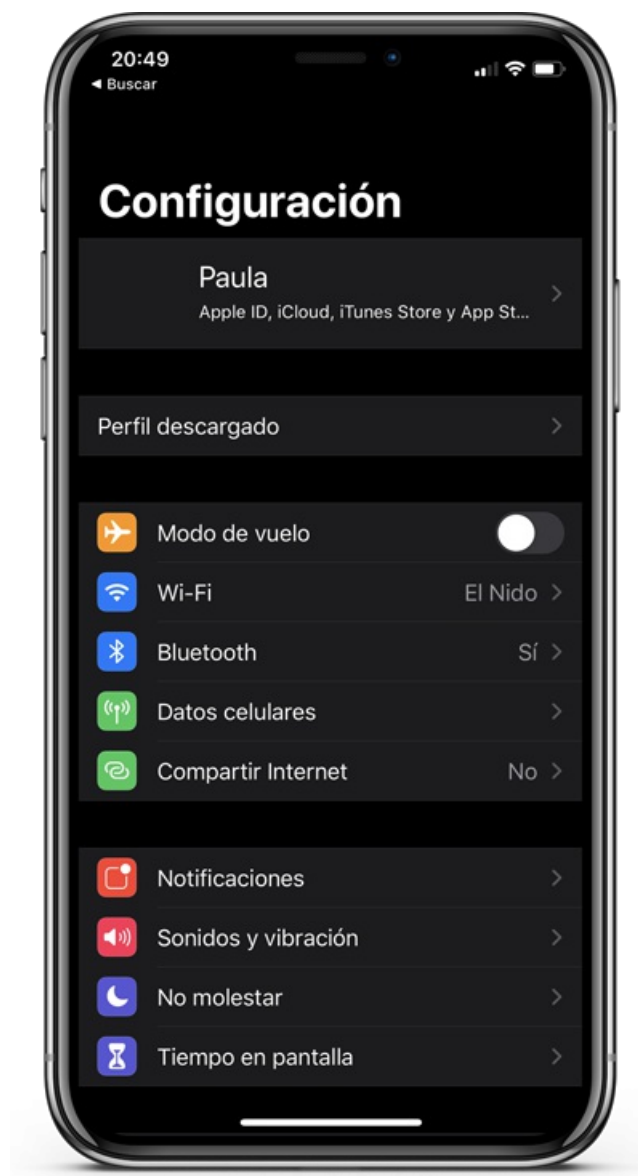 20:49
◀ Buscar
Configuración
Paula
Apple ID, iCloud, iTunes Store y App St...
Perfil descargado
Modo de vuelo
Wi-Fi El Nido
Bluetooth Sí
Datos celulares
Compartir Internet No
Notificaciones
Sonidos y vibración
No molestar
Tiempo en pantalla